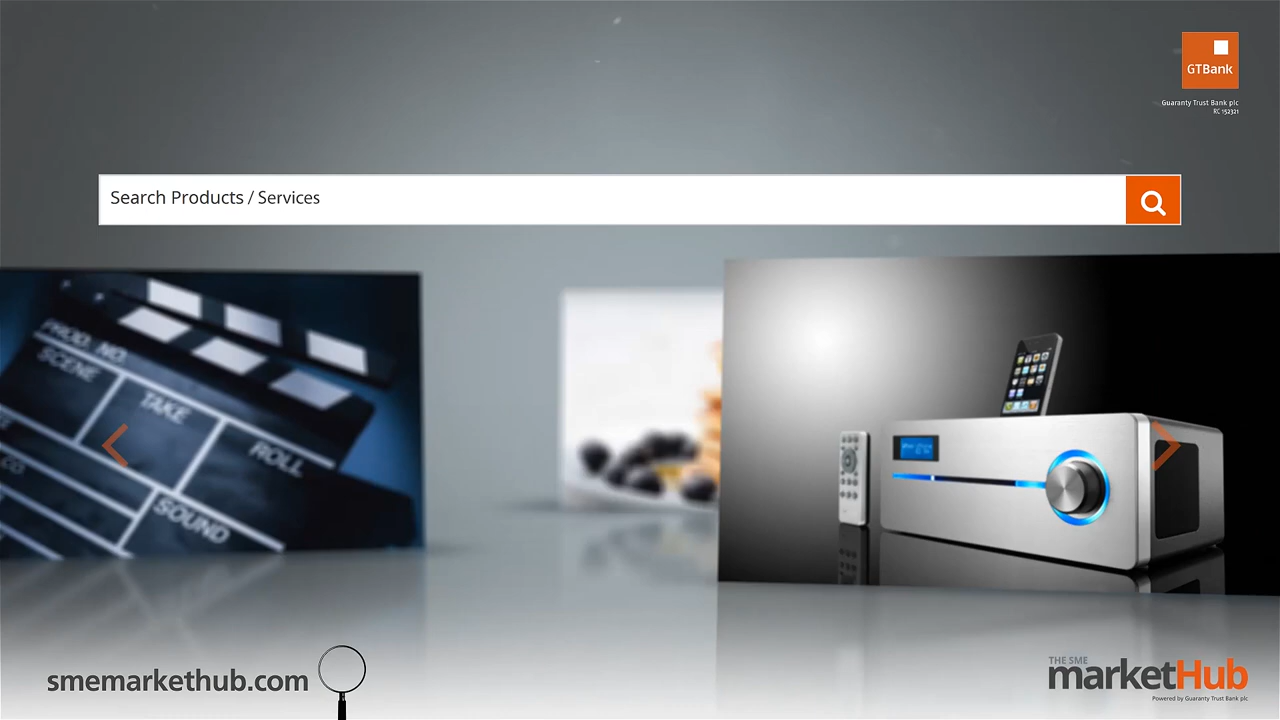 GTBank
Guaranty Trust Bank plc
RC 152321
Search Products / Services
PROD. NO.
SCENE
TAKE
ROLL
SOUND
smemarkethub.com
THE SME
marketHub
Powered by Guaranty Trust Bank plc